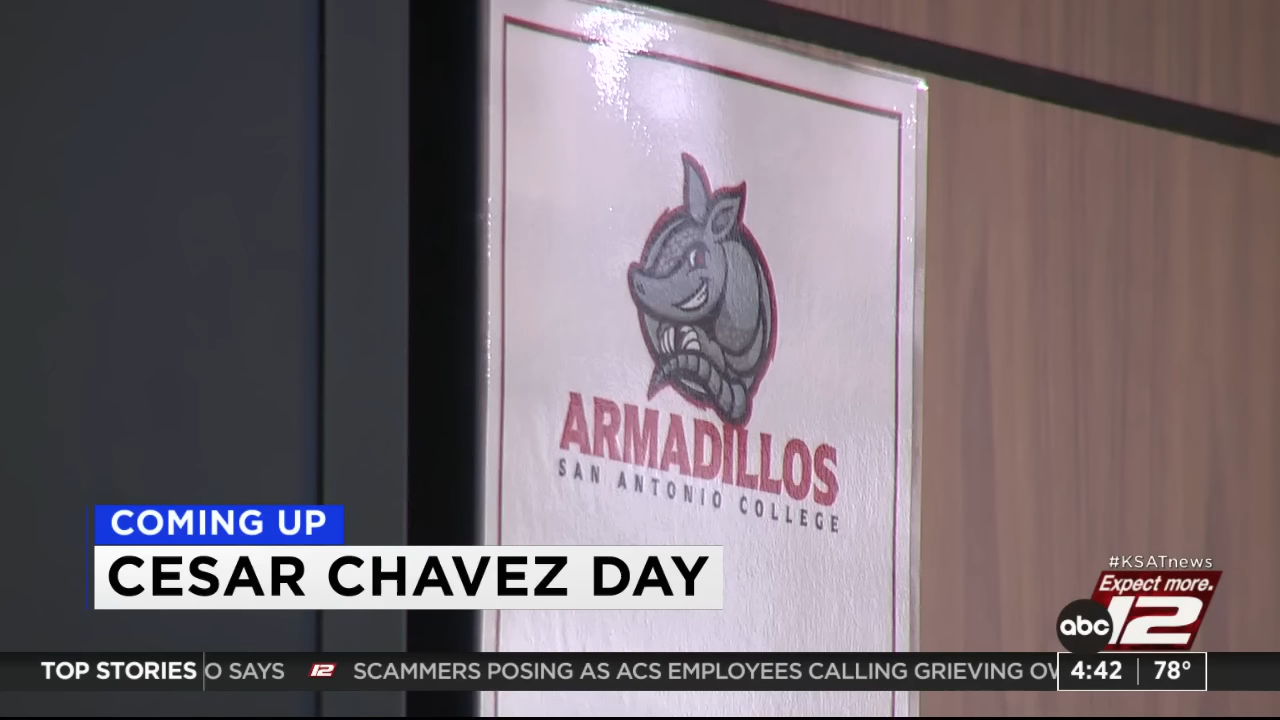 ARMADILLOS
SAN ANTONIO COLLEGE
COMING UP
CESAR CHAVEZ DAY
#KSATnews
Expect more.
abc 12
TOP STORIES O SAYS 12 SCAMMERS POSING AS ACS EMPLOYEES CALLING GRIEVING 4:42 78°